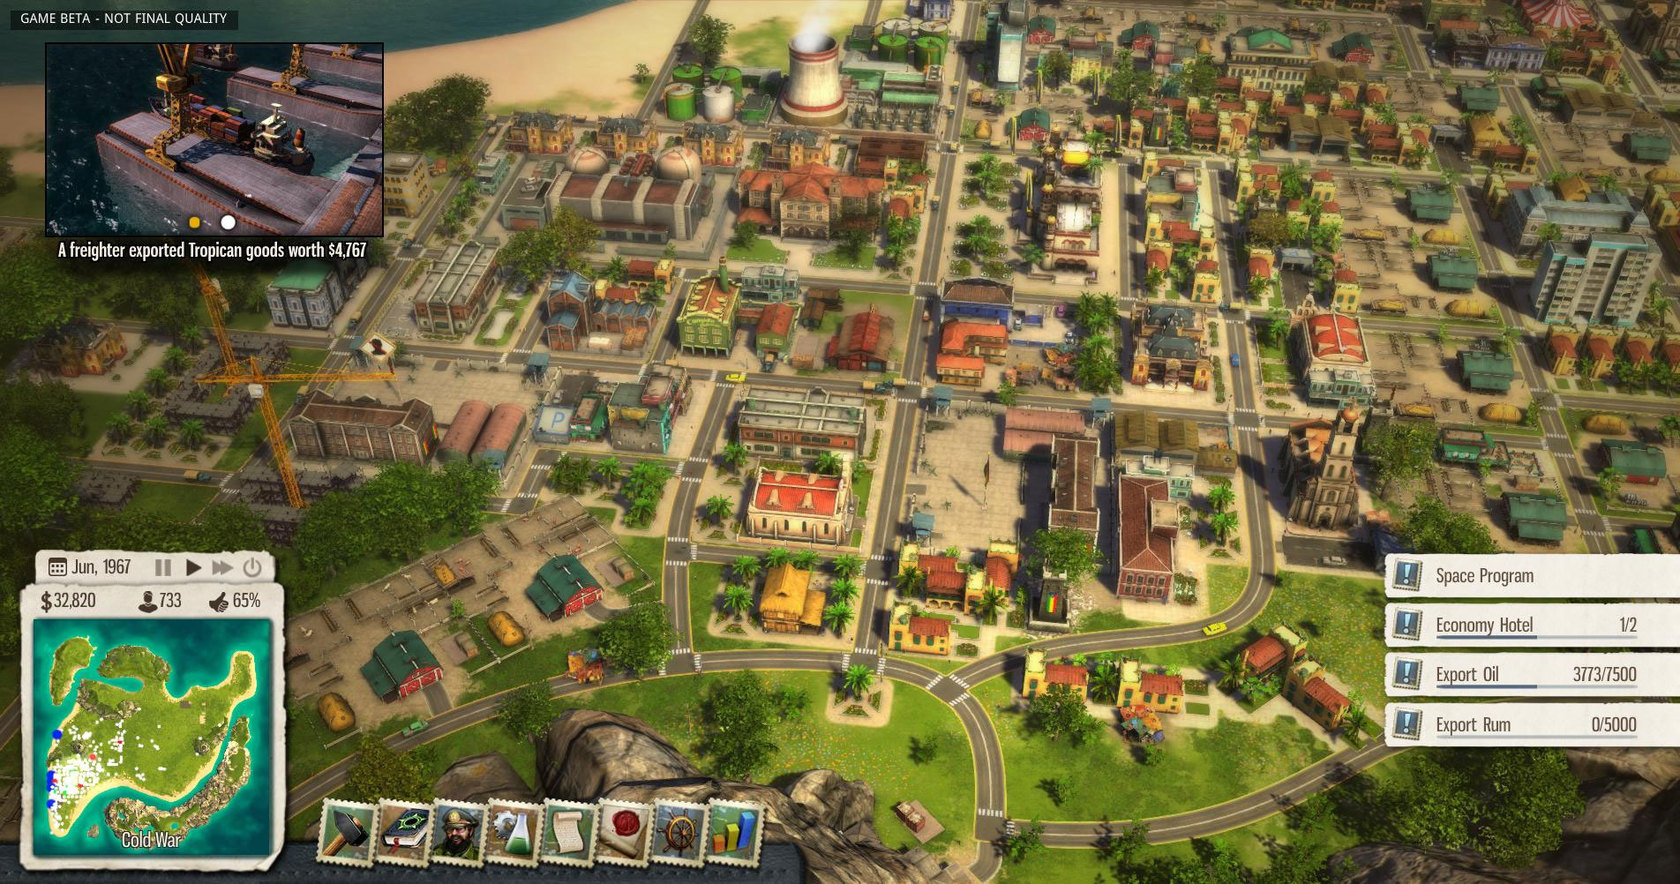 GAME BETA - NOT FINAL QUALITY
A freighter exported Tropican goods worth $4,767
Jun, 1967
$32,820
733
65%
Cold War
Space Program
Economy Hotel 1/2
Export Oil 3773/7500
Export Rum 0/5000
P